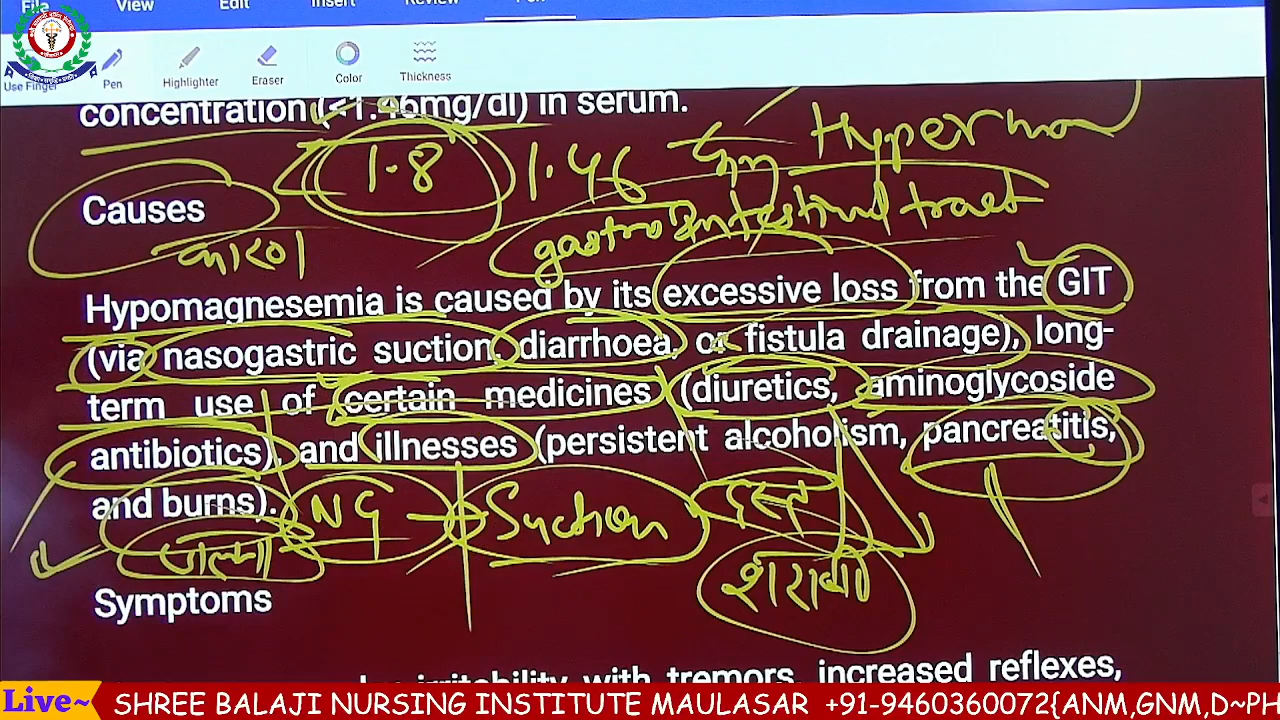 File View Edit Insert Review Pen
Use Finger Pen Highlighter Eraser Color Thickness
concentration (<1.46mg/dl) in serum.
1.8 1.46
gastro intestinal tract
Causes
कारण
Hypomagnesemia is caused by its excessive loss from the GIT
(via nasogastric suction, diarrhoea, or fistula drainage), long-
term use of certain medicines (diuretics, aminoglycoside
antibiotics), and illnesses (persistent alcoholism, pancreatitis,
and burns). NG Suction दस्त
जलना शराबी
Symptoms
irritability with tremors, increased reflexes,
Live~ SHREE BALAJI NURSING INSTITUTE MAULASAR +91-9460360072{ANM,GNM,D~PH